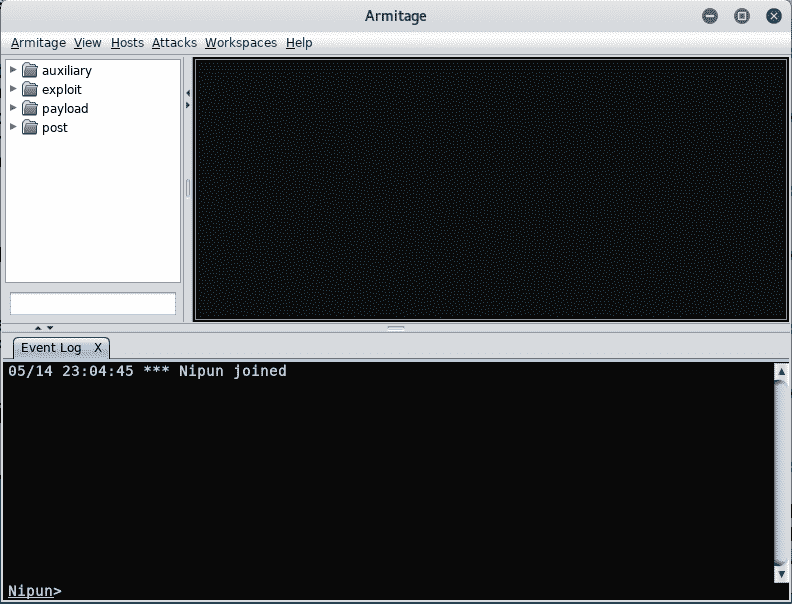 Armitage
Armitage View Hosts Attacks Workspaces Help
auxiliary
exploit
payload
post
Event Log X
05/14 23:04:45 *** Nipun joined
Nipun>